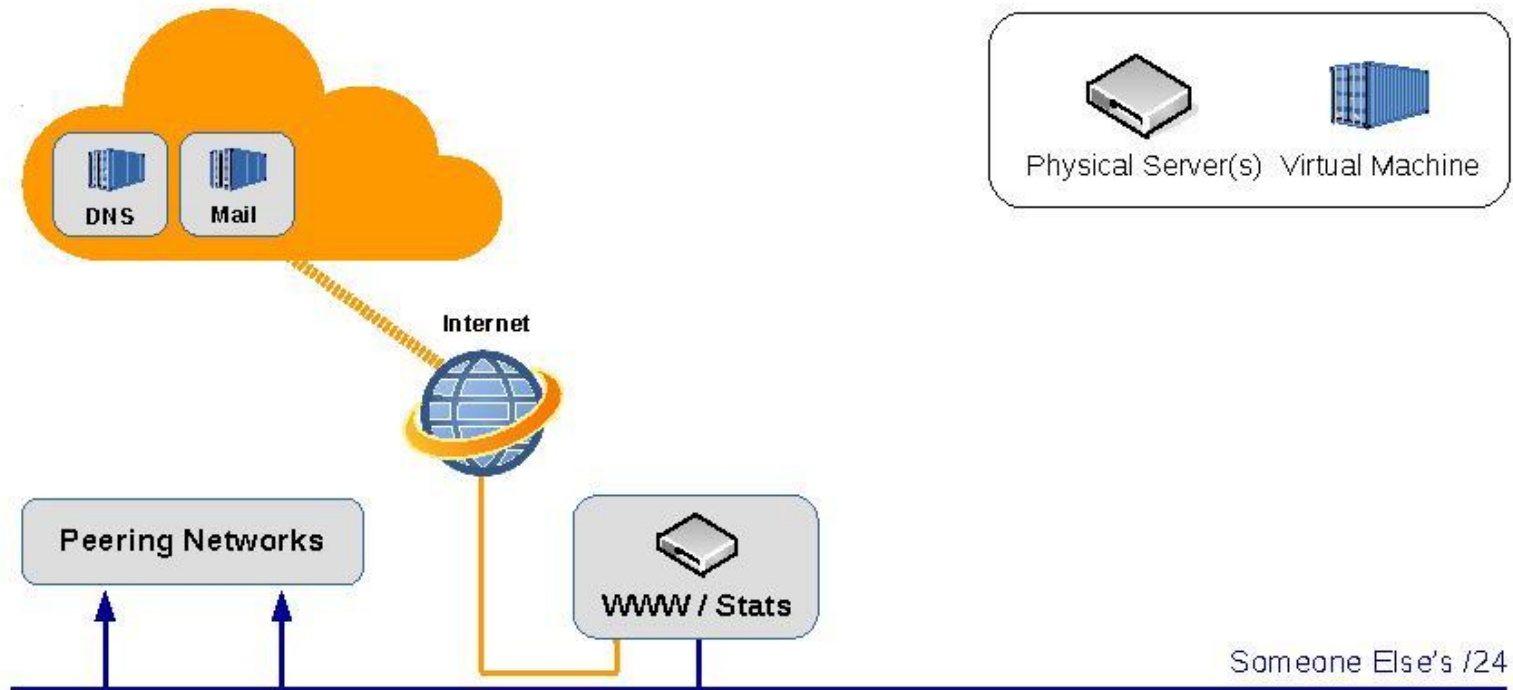 Physical Server(s)
Virtual Machine
DNS
Mail
Internet
Peering Networks
WWW / Stats
Someone Else's /24